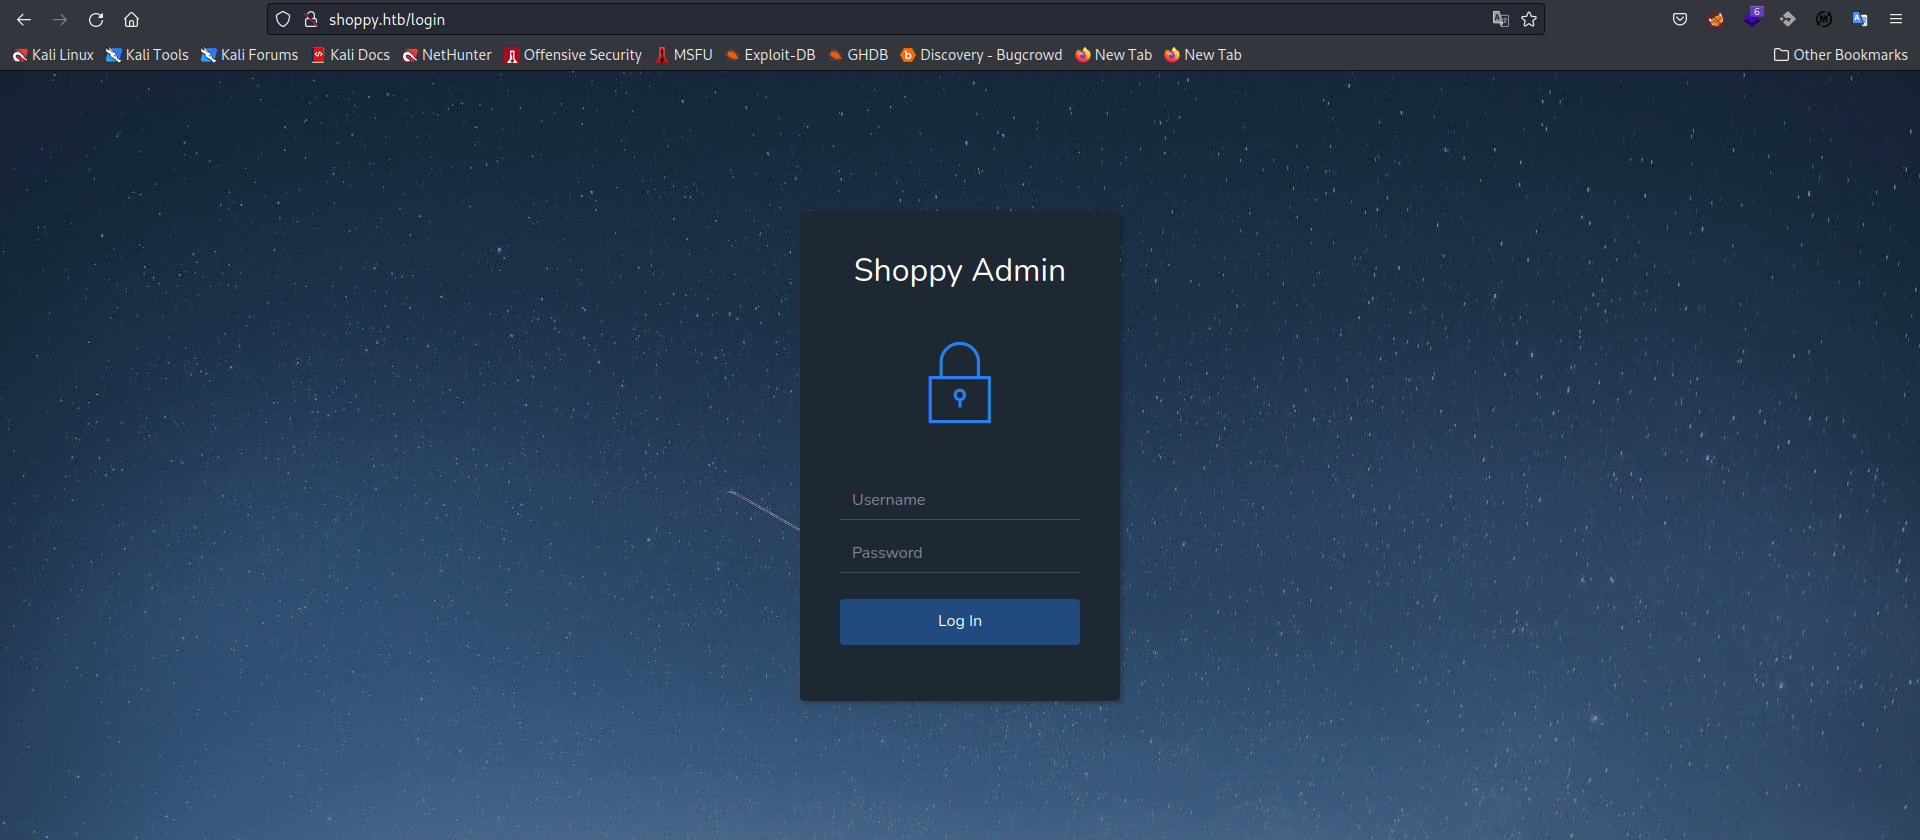 shoppy.htb/login
6
Kali Linux Kali Tools Kali Forums Kali Docs NetHunter Offensive Security MSFU Exploit-DB GHDB Discovery - Bugcrowd New Tab New Tab Other Bookmarks
Shoppy Admin
Username
Password
Log In